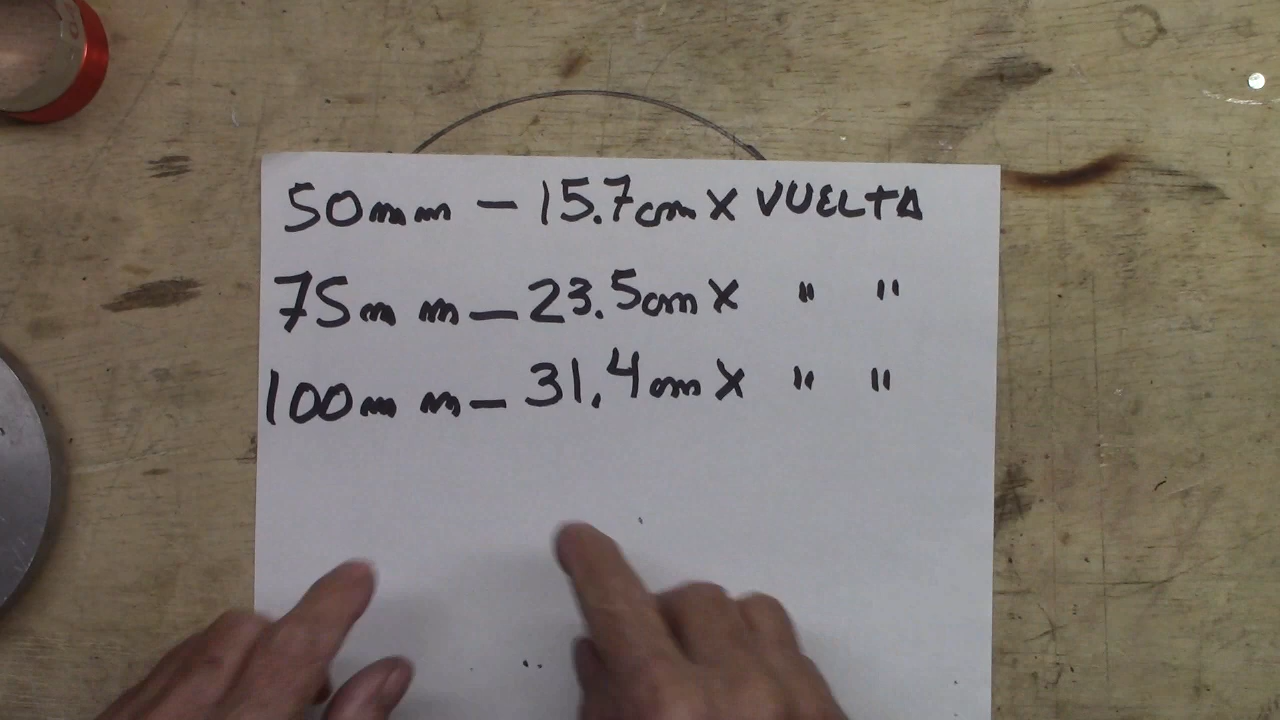 50mm - 15.7cm X VUELTA
75mm - 23.5cm X " "
100mm - 31.4cm X " "